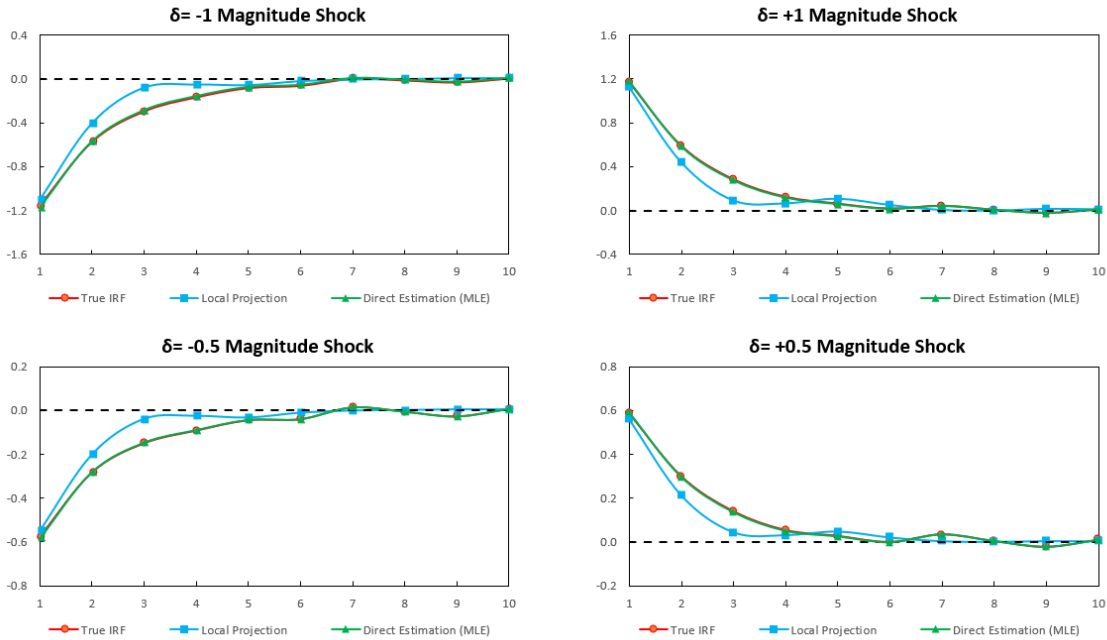 δ= -1 Magnitude Shock
0.4
0.0
-0.4
-0.8
-1.2
-1.6
1 2 3 4 5 6 7 8 9 10
True IRF Local Projection Direct Estimation (MLE)
δ= +1 Magnitude Shock
1.6
1.2
0.8
0.4
0.0
-0.4
1 2 3 4 5 6 7 8 9 10
True IRF Local Projection Direct Estimation (MLE)
δ= -0.5 Magnitude Shock
0.2
0.0
-0.2
-0.4
-0.6
-0.8
1 2 3 4 5 6 7 8 9 10
True IRF Local Projection Direct Estimation (MLE)
δ= +0.5 Magnitude Shock
0.8
0.6
0.4
0.2
0.0
-0.2
1 2 3 4 5 6 7 8 9 10
True IRF Local Projection Direct Estimation (MLE)